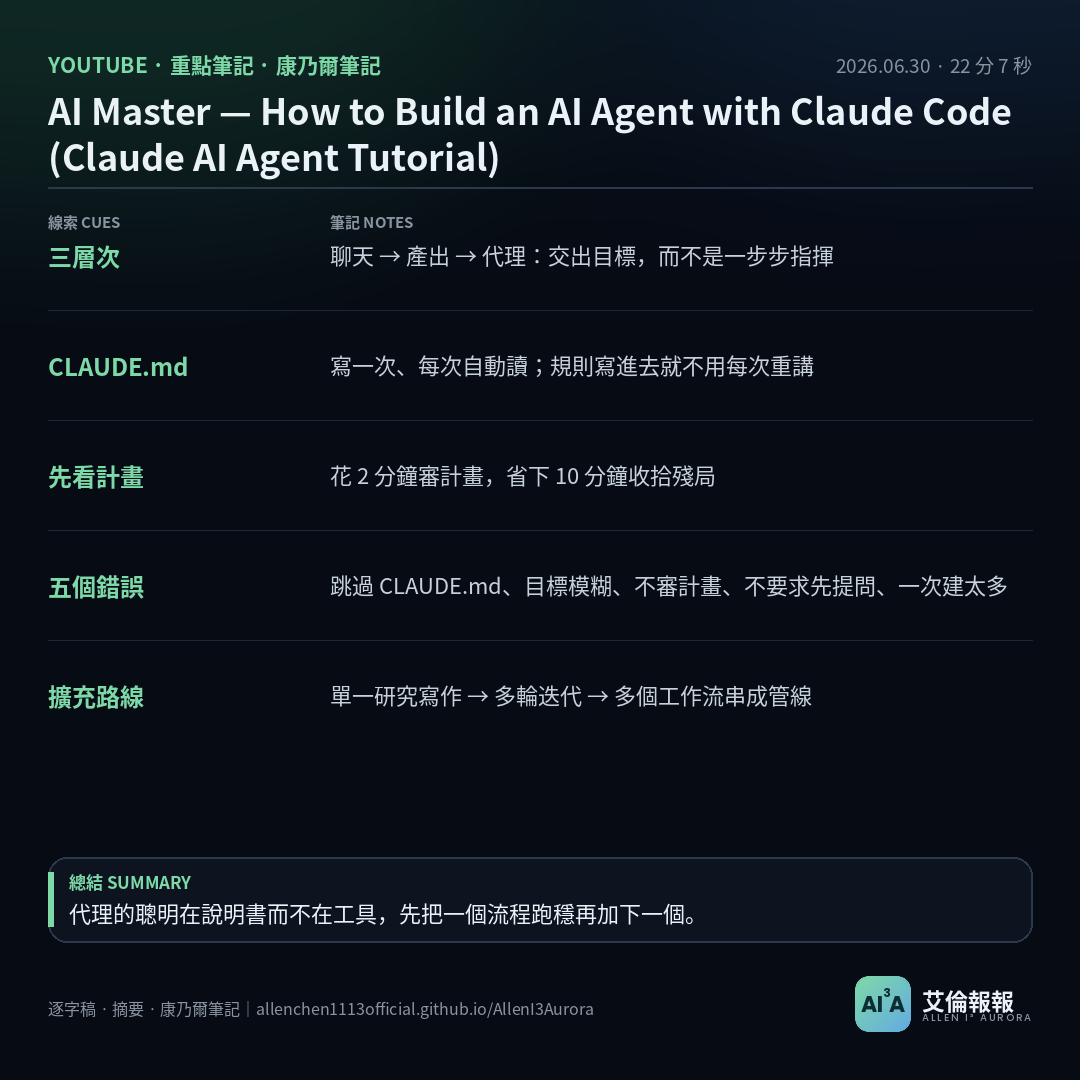 YOUTUBE · 重點筆記 · 康乃爾筆記
2026.06.30 · 22 分 7 秒
AI Master — How to Build an AI Agent with Claude Code
(Claude AI Agent Tutorial)
線索 CUES
筆記 NOTES
三層次
聊天 → 產出 → 代理：交出目標，而不是一步步指揮
CLAUDE.md
寫一次、每次自動讀；規則寫進去就不用每次重講
先看計畫
花 2 分鐘審計畫，省下 10 分鐘收拾殘局
五個錯誤
跳過 CLAUDE.md、目標模糊、不審計畫、不要求先提問、一次建太多
擴充路線
單一研究寫作 → 多輪迭代 → 多個工作流串成管線
總結 SUMMARY
代理的聰明在說明書而不在工具，先把一個流程跑穩再加下一個。
逐字稿 · 摘要 · 康乃爾筆記｜allenchen1113official.github.io/AllenI3Aurora
AI³A
艾倫報報
ALLEN I³ AURORA